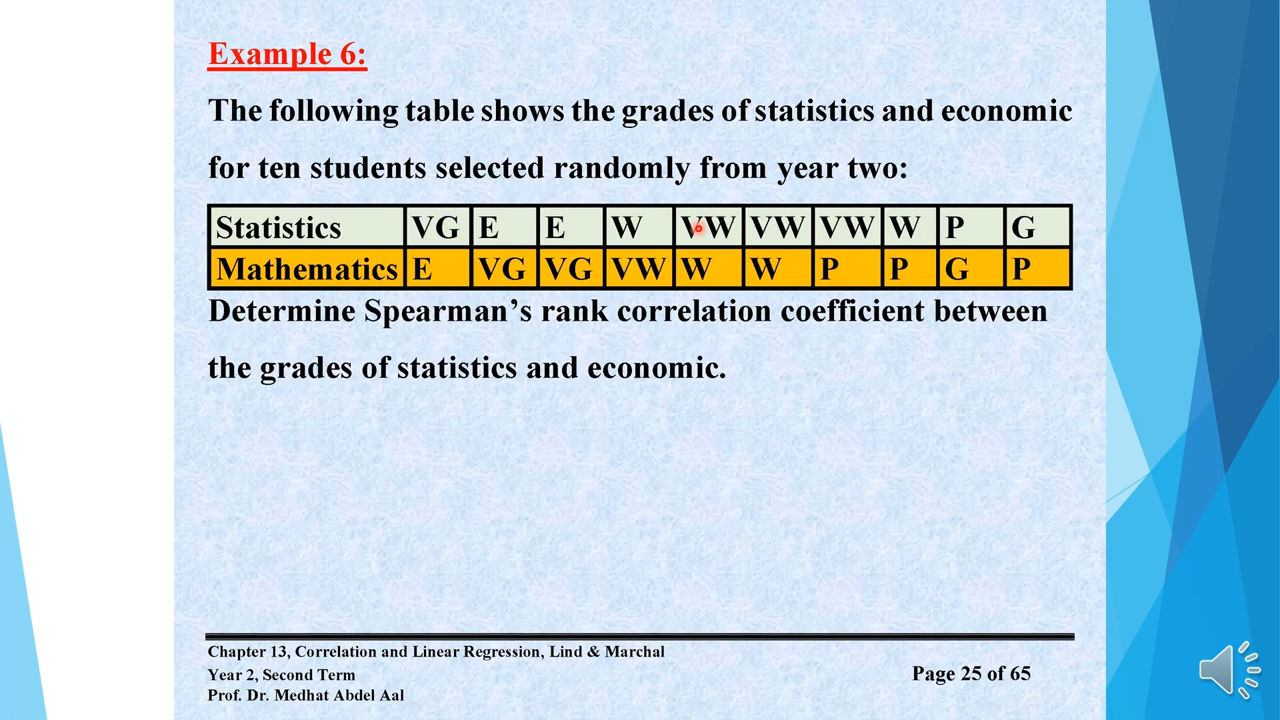 Example 6:
The following table shows the grades of statistics and economic
for ten students selected randomly from year two:
Statistics VG E E W VW VW VW W P G
Mathematics E VG VG VW W W P P G P
Determine Spearman’s rank correlation coefficient between
the grades of statistics and economic.
Chapter 13, Correlation and Linear Regression, Lind & Marchal
Year 2, Second Term Page 25 of 65
Prof. Dr. Medhat Abdel Aal